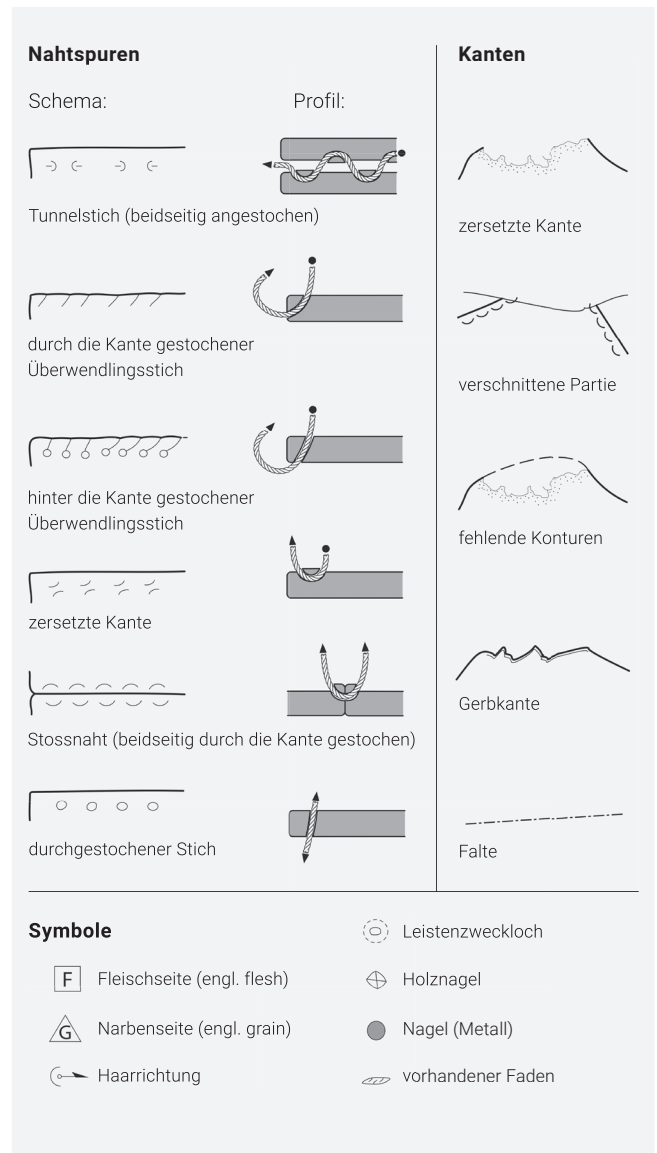 Nahtspuren
Schema:
Profil:
Tunnelstich (beidseitig angestochen)
durch die Kante gestochener
Überwendlingsstich
hinter die Kante gestochener
Überwendlingsstich
zersetzte Kante
Stossnaht (beidseitig durch die Kante gestochen)
durchgestochener Stich
Kanten
zersetzte Kante
verschnittene Partie
fehlende Konturen
Gerbkante
Falte
Symbole
F Fleischseite (engl. flesh)
G Narbenseite (engl. grain)
Haarrichtung
Leistenzweckloch
Holznagel
Nagel (Metall)
vorhandener Faden